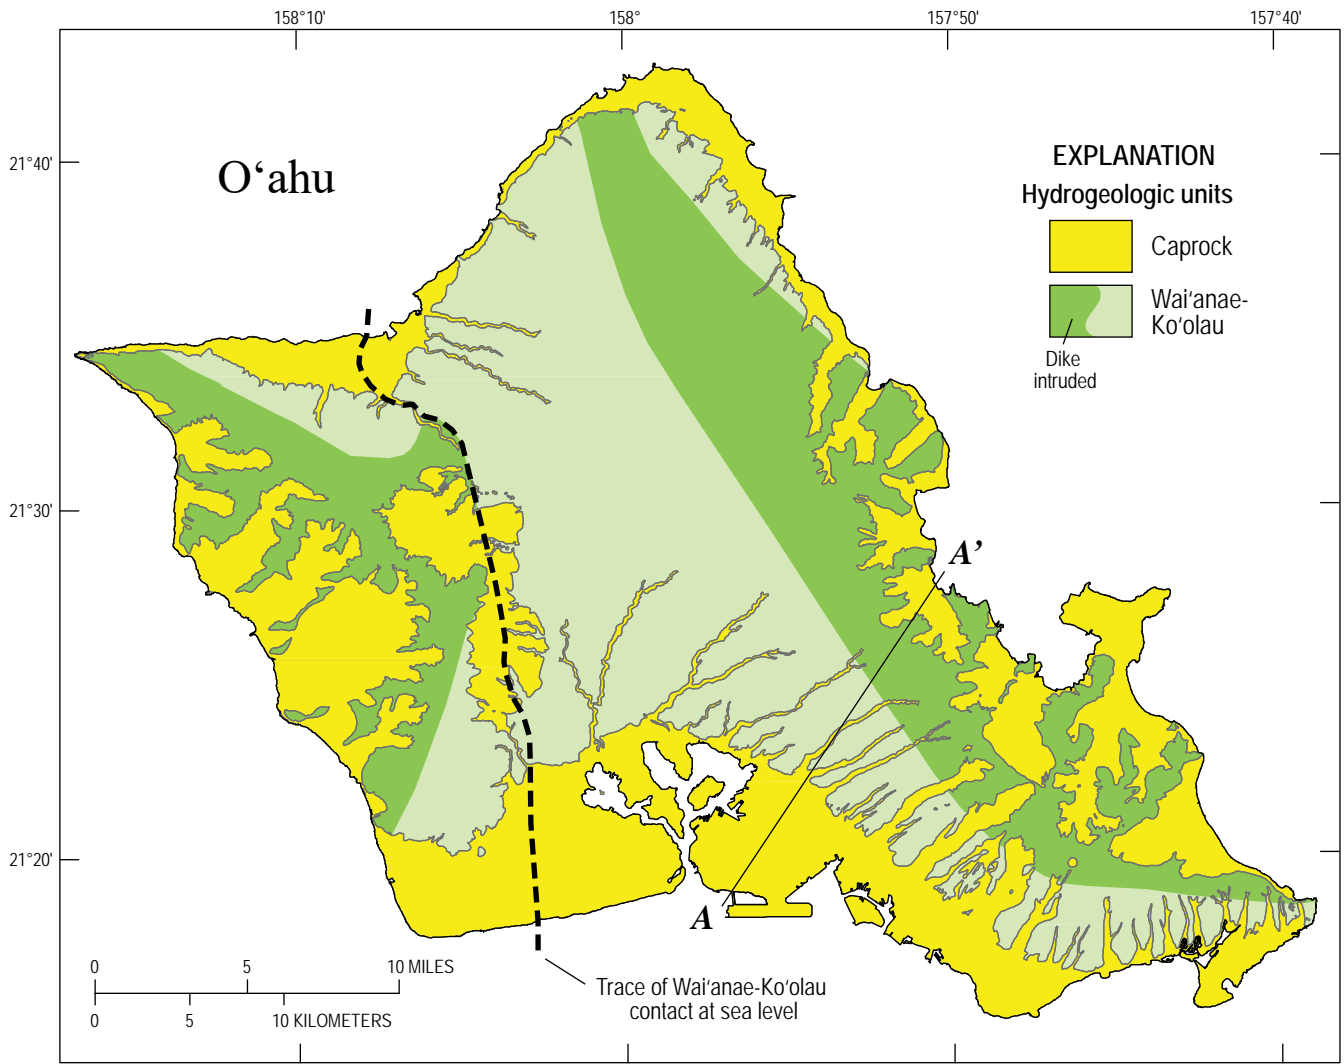 158°10' 158° 157°50' 157°40'
21°40'
O‘ahu
EXPLANATION
Hydrogeologic units
Caprock
Wai‘anae-
Ko‘olau
Dike
intruded
21°30'
A’
21°20'
A
0 5 10 MILES
0 5 10 KILOMETERS
Trace of Wai‘anae-Ko‘olau
contact at sea level